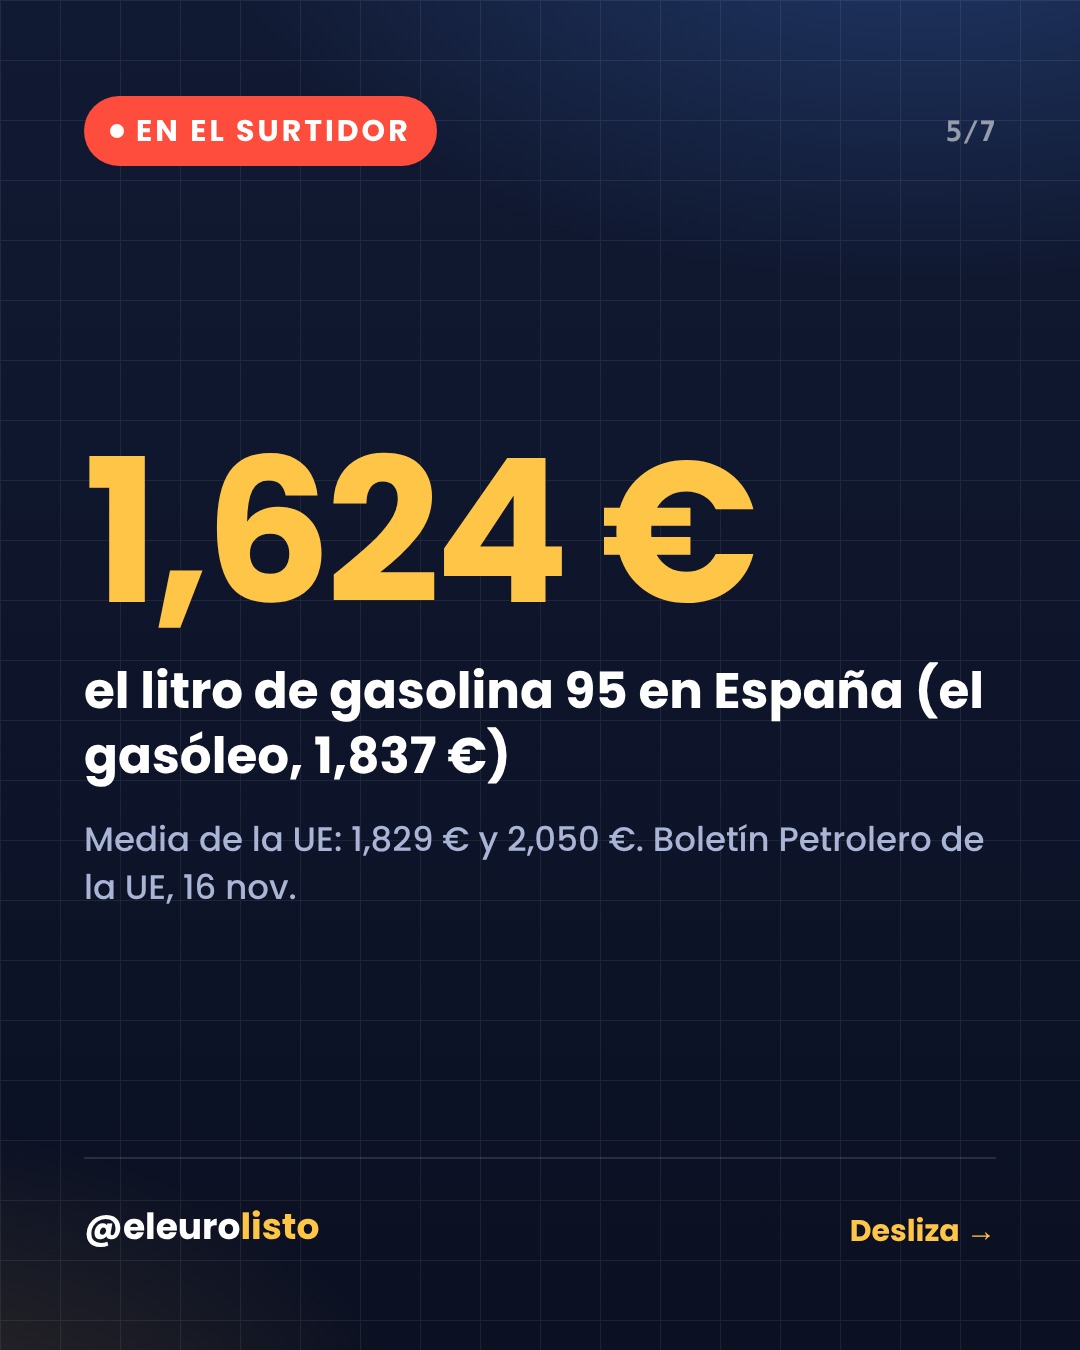 EN EL SURTIDOR
5/7
1,624 €
el litro de gasolina 95 en España (el
gasóleo, 1,837 €)
Media de la UE: 1,829 € y 2,050 €. Boletín Petrolero de
la UE, 16 nov.
@eleurolisto
Desliza →